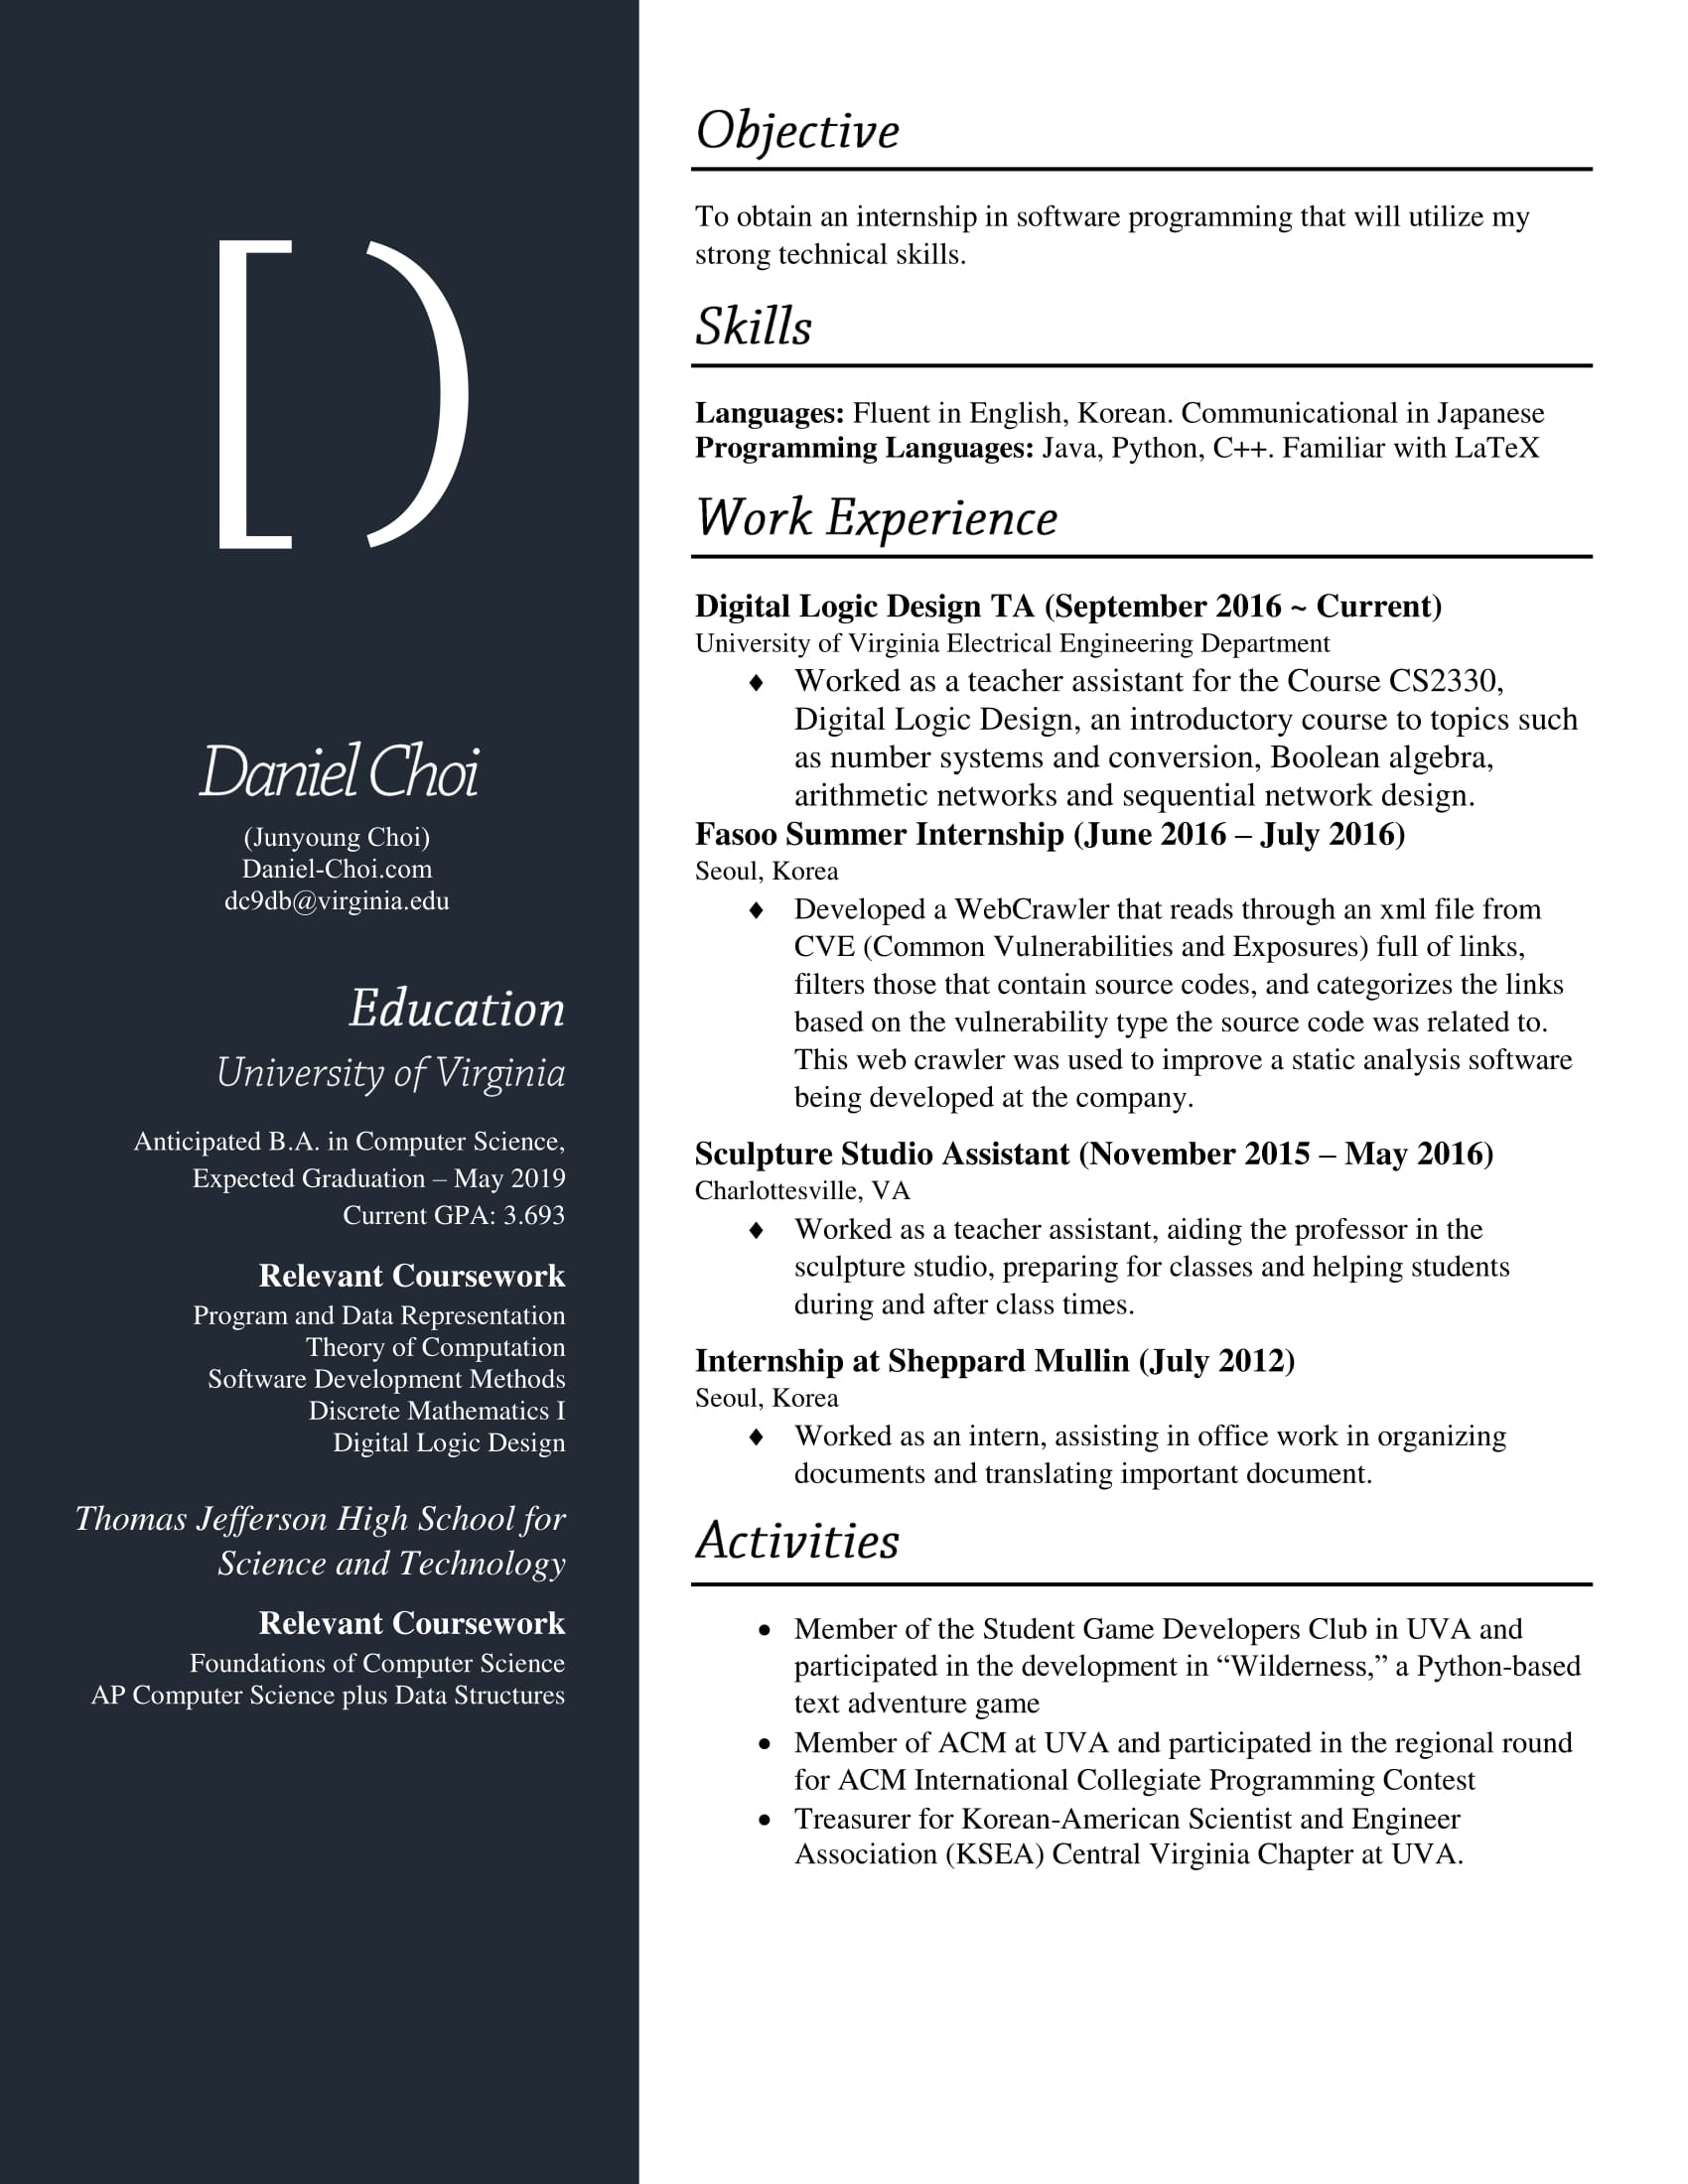 Daniel Choi
(Junyoung Choi)
Daniel-Choi.com
dc9db@virginia.edu
Education
University of Virginia
Anticipated B.A. in Computer Science,
Expected Graduation – May 2019
Current GPA: 3.693
Relevant Coursework
Program and Data Representation
Theory of Computation
Software Development Methods
Discrete Mathematics I
Digital Logic Design
Thomas Jefferson High School for
Science and Technology
Relevant Coursework
Foundations of Computer Science
AP Computer Science plus Data Structures
Objective
To obtain an internship in software programming that will utilize my
strong technical skills.
Skills
Languages: Fluent in English, Korean. Communicational in Japanese
Programming Languages: Java, Python, C++. Familiar with LaTeX
Work Experience
Digital Logic Design TA (September 2016 ~ Current)
University of Virginia Electrical Engineering Department
♦ Worked as a teacher assistant for the Course CS2330,
Digital Logic Design, an introductory course to topics such
as number systems and conversion, Boolean algebra,
arithmetic networks and sequential network design.
Fasoo Summer Internship (June 2016 – July 2016)
Seoul, Korea
♦ Developed a WebCrawler that reads through an xml file from
CVE (Common Vulnerabilities and Exposures) full of links,
filters those that contain source codes, and categorizes the links
based on the vulnerability type the source code was related to.
This web crawler was used to improve a static analysis software
being developed at the company.
Sculpture Studio Assistant (November 2015 – May 2016)
Charlottesville, VA
♦ Worked as a teacher assistant, aiding the professor in the
sculpture studio, preparing for classes and helping students
during and after class times.
Internship at Sheppard Mullin (July 2012)
Seoul, Korea
♦ Worked as an intern, assisting in office work in organizing
documents and translating important document.
Activities
• Member of the Student Game Developers Club in UVA and
participated in the development in “Wilderness,” a Python-based
text adventure game
• Member of ACM at UVA and participated in the regional round
for ACM International Collegiate Programming Contest
• Treasurer for Korean-American Scientist and Engineer
Association (KSEA) Central Virginia Chapter at UVA.